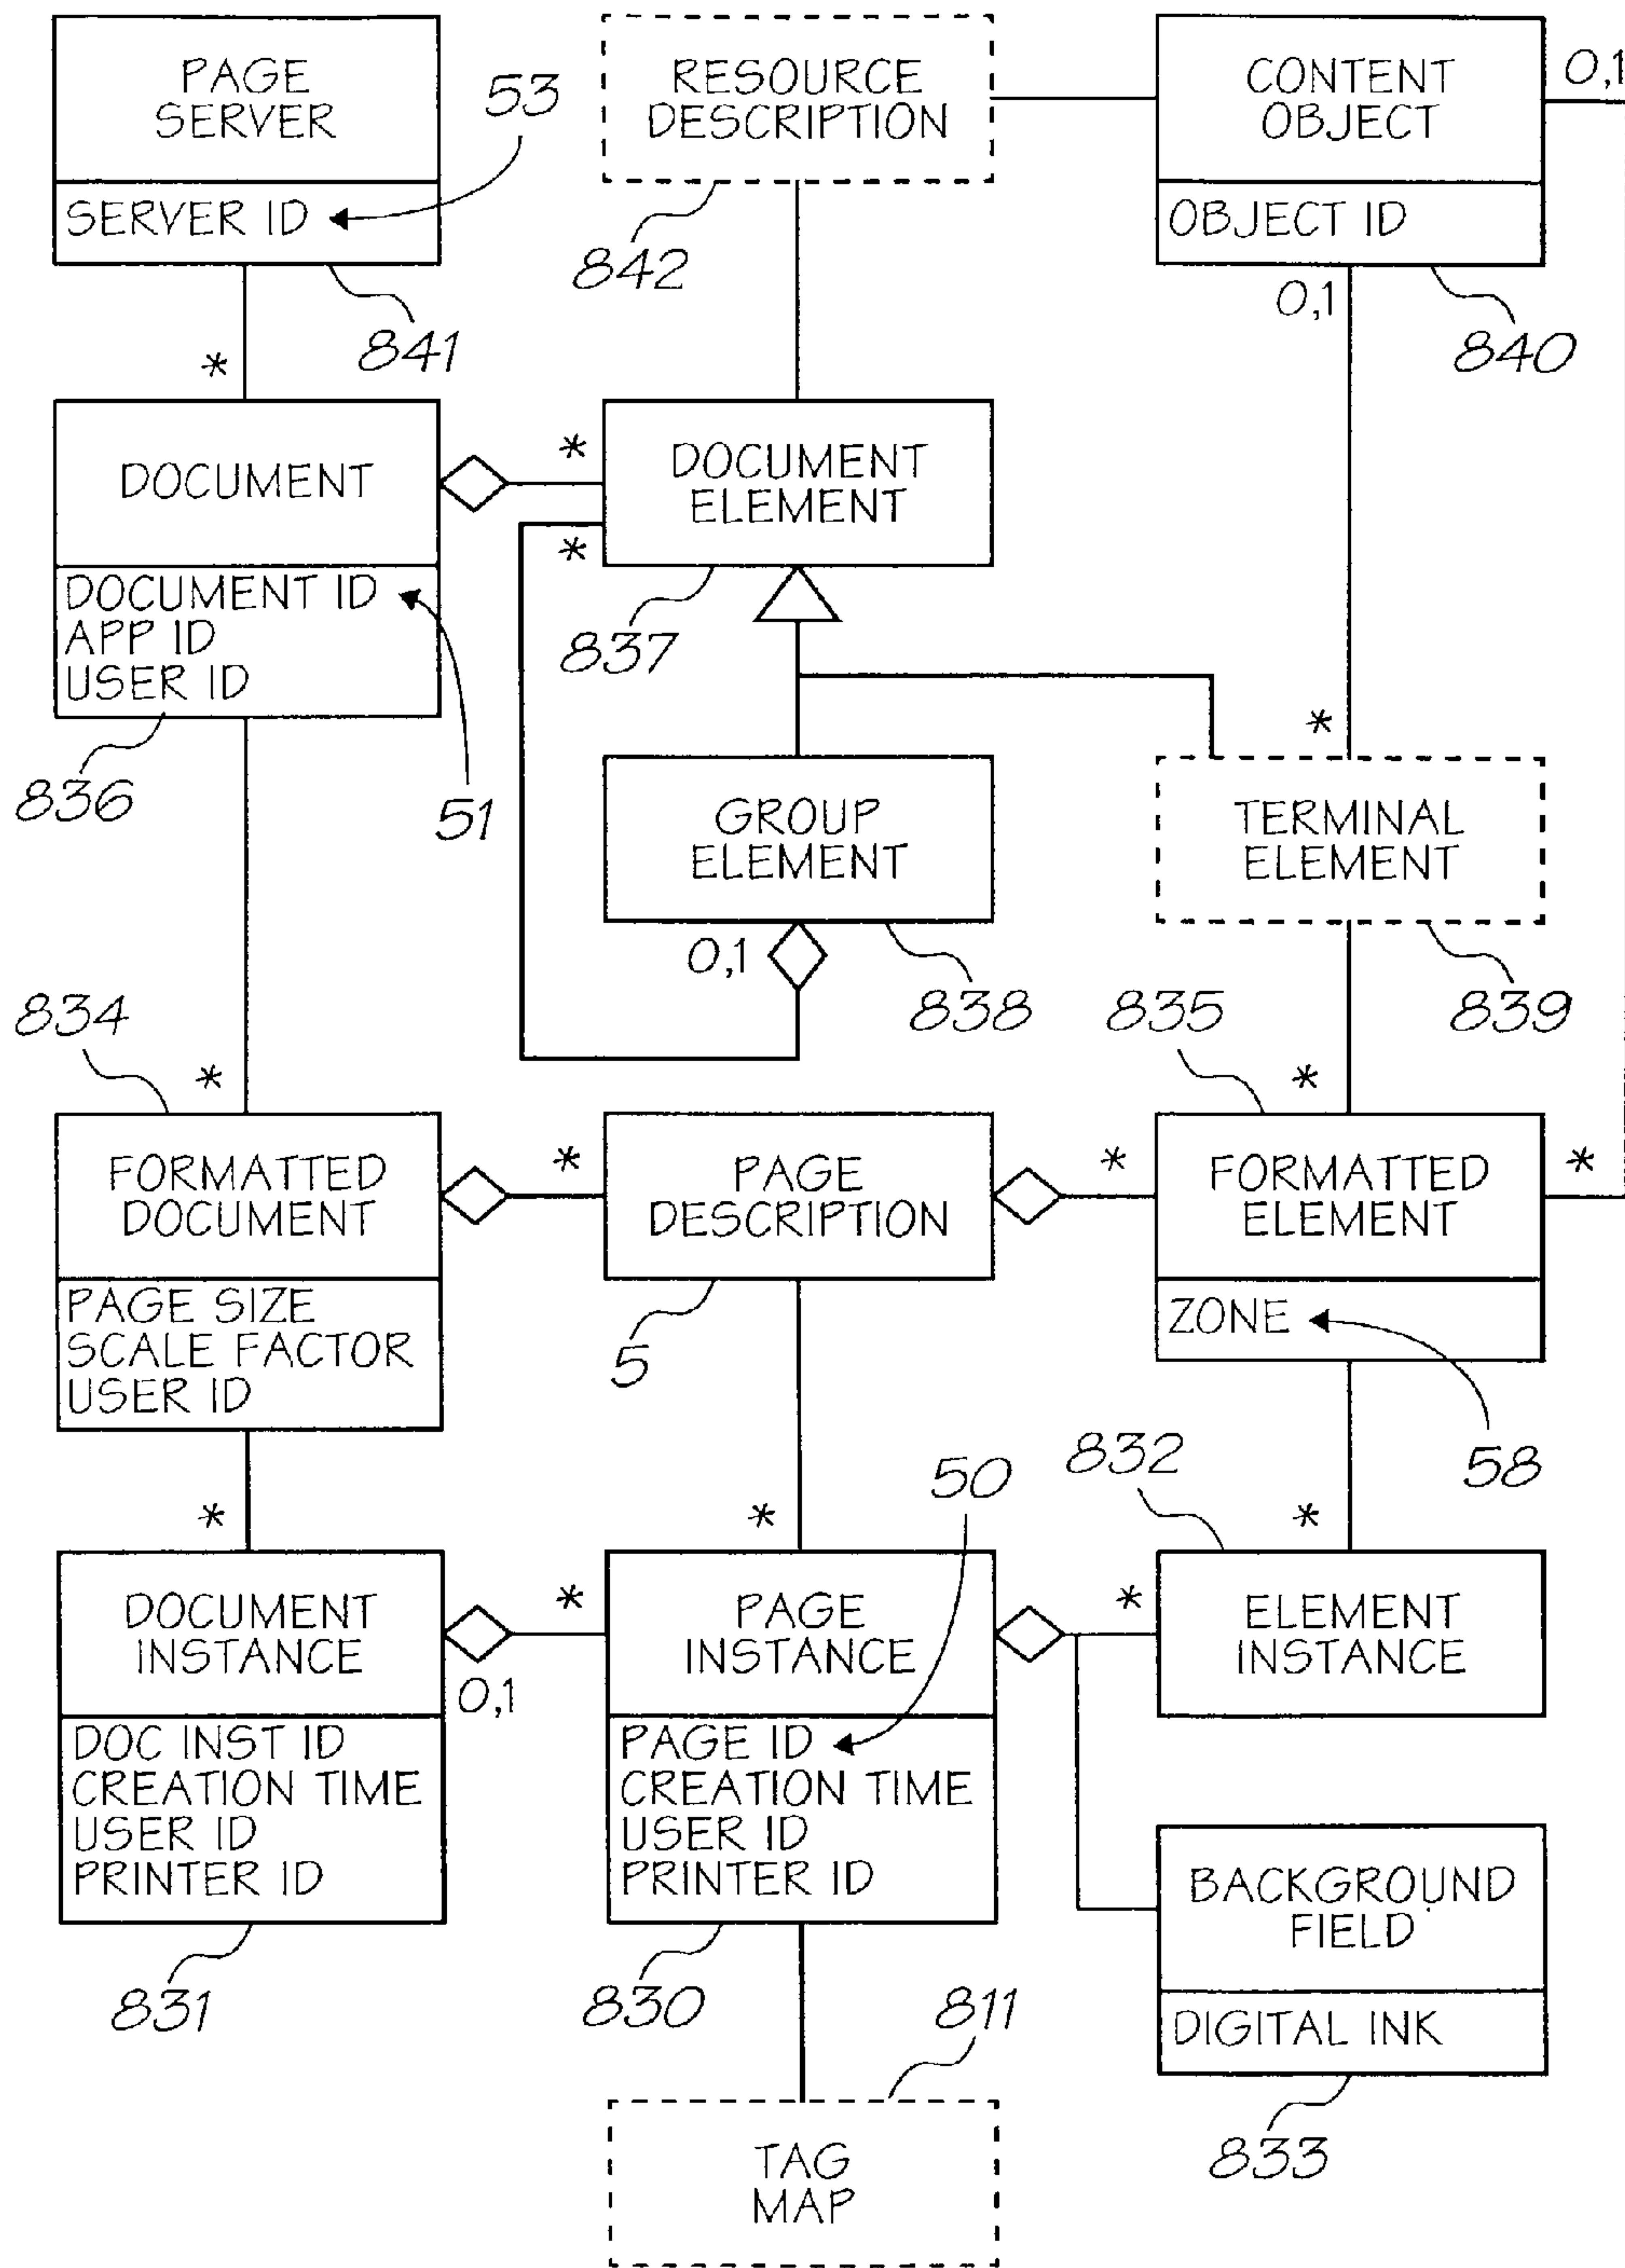 PAGE
SERVER
SERVER ID
53
841
RESOURCE
DESCRIPTION
842
CONTENT
OBJECT
OBJECT ID
0,1
0,1
840
*
DOCUMENT
DOCUMENT ID
APP ID
USER ID
836
51
*
*
DOCUMENT
ELEMENT
837
GROUP
ELEMENT
0,1
838
*
TERMINAL
ELEMENT
839
834
*
FORMATTED
DOCUMENT
PAGE SIZE
SCALE FACTOR
USER ID
*
PAGE
DESCRIPTION
5
835
*
*
*
FORMATTED
ELEMENT
ZONE
58
*
DOCUMENT
INSTANCE
0,1
DOC INST ID
CREATION TIME
USER ID
PRINTER ID
831
*
50
*
PAGE
INSTANCE
PAGE ID
CREATION TIME
USER ID
PRINTER ID
830
832
*
*
ELEMENT
INSTANCE
BACKGROUND
FIELD
DIGITAL INK
833
811
TAG
MAP